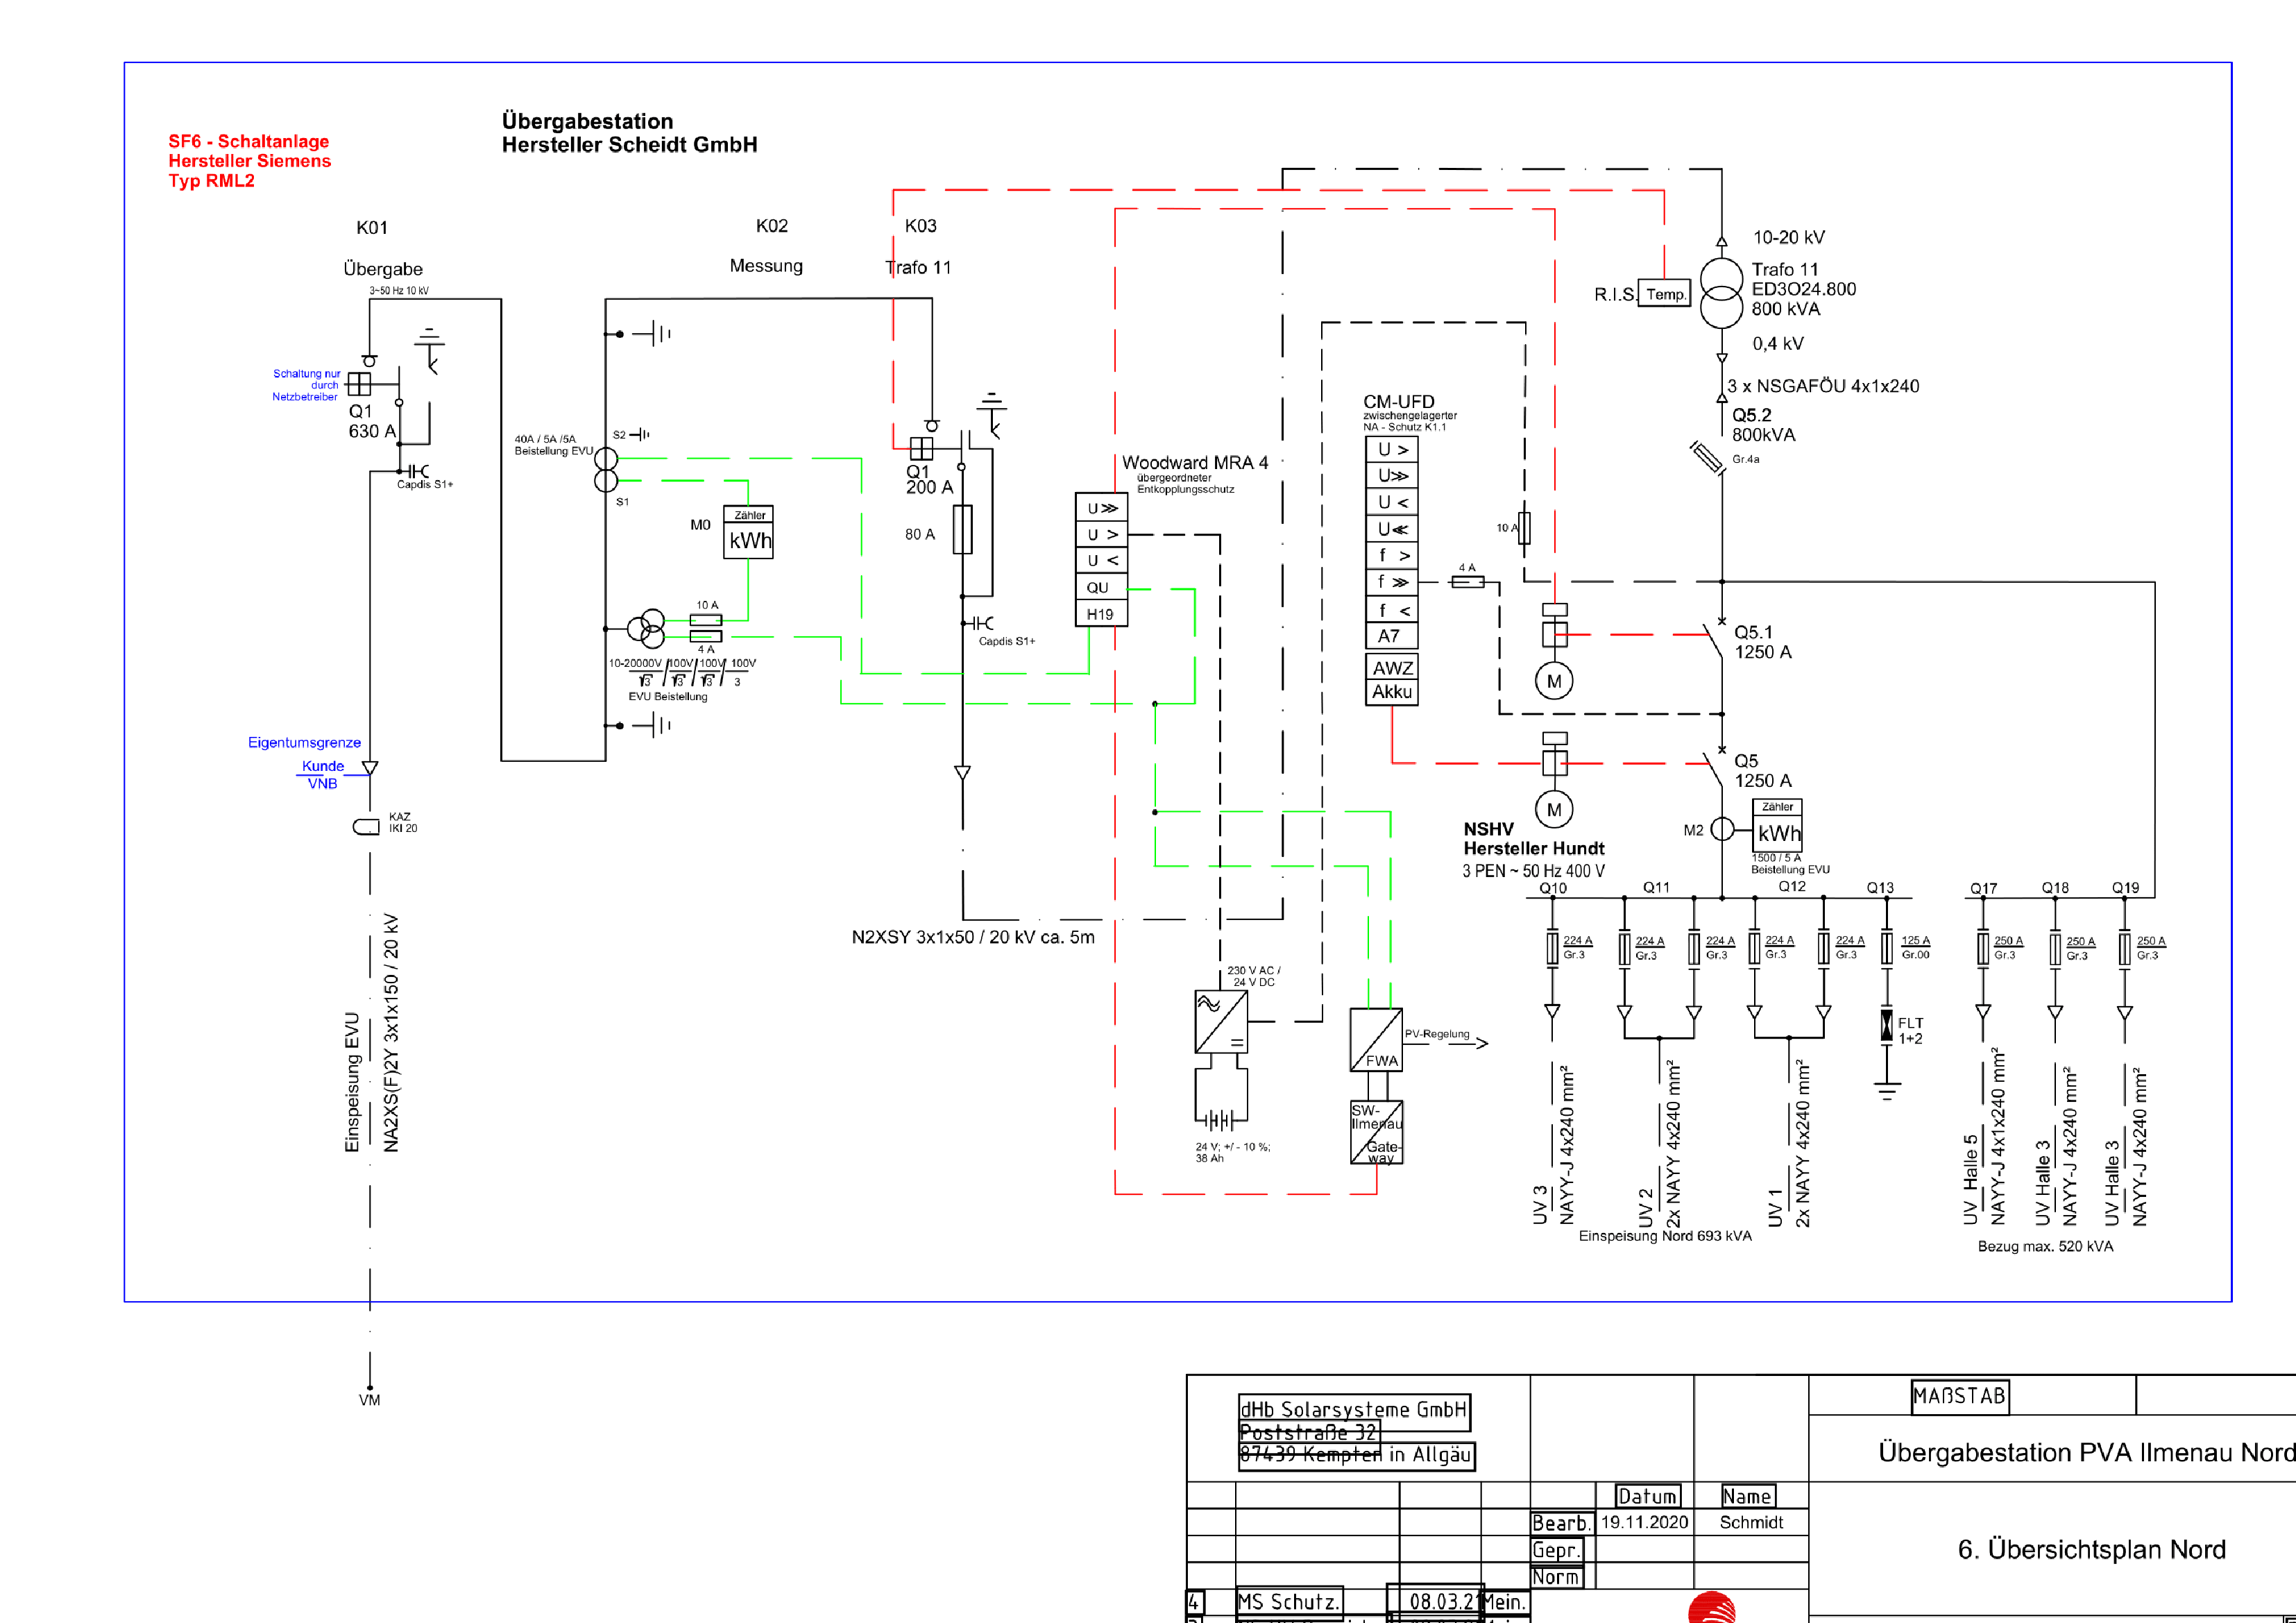 SF6 - Schaltanlage
Hersteller Siemens
Typ RML2
Übergabestation
Hersteller Scheidt GmbH
K01
Übergabe
3~50 Hz 10 kV
K02
Messung
K03
Trafo 11
Schaltung nur
durch
Netzbetreiber
Q1
630 A
Capdis S1+
40A / 5A /5A
Beistellung EVU
S2
S1
M0
Zähler
kWh
10 A
4 A
10-20000V / 100V / 100V / 100V
√3 √3 √3 3
EVU Beistellung
Eigentumsgrenze
Kunde
VNB
KAZ
IKI 20
Einspeisung EVU
NA2XS(F)2Y 3x1x150 / 20 kV
VM
Q1
200 A
80 A
Capdis S1+
N2XSY 3x1x50 / 20 kV ca. 5m
Woodward MRA 4
übergeordneter
Entkopplungsschutz
U≫
U >
U <
QU
H19
CM-UFD
zwischengelagerter
NA - Schutz K1.1
U >
U≫
U <
U≪
f >
f ≫
f <
A7
AWZ
Akku
4 A
10 A
R.I.S.
Temp.
10-20 kV
Trafo 11
ED3O24.800
800 kVA
0,4 kV
3 x NSGAFÖU 4x1x240
Q5.2
800kVA
Gr.4a
Q5.1
1250 A
M
Q5
1250 A
M
M2
Zähler
kWh
1500 / 5 A
Beistellung EVU
NSHV
Hersteller Hundt
3 PEN ~ 50 Hz 400 V
Q10
Q11
Q12
Q13
Q17
Q18
Q19
224 A
Gr.3
224 A
Gr.3
224 A
Gr.3
224 A
Gr.3
224 A
Gr.3
125 A
Gr.00
250 A
Gr.3
250 A
Gr.3
250 A
Gr.3
FLT
1+2
230 V AC /
24 V DC
24 V; +/ - 10 %;
38 Ah
FWA
PV-Regelung
SW-
Ilmenau
Gate-
way
UV 3
NAYY-J 4x240 mm²
UV 2
2x NAYY 4x240 mm²
UV 1
2x NAYY 4x240 mm²
UV Halle 5
NAYY-J 4x1x240 mm²
UV Halle 3
NAYY-J 4x240 mm²
UV Halle 3
NAYY-J 4x240 mm²
Einspeisung Nord 693 kVA
Bezug max. 520 kVA
dHb Solarsysteme GmbH
Poststraße 32
87439 Kempten in Allgäu
MAßSTAB
Übergabestation PVA Ilmenau Nord
Datum
Name
Bearb.
19.11.2020
Schmidt
Gepr.
Norm
6. Übersichtsplan Nord
4
MS Schutz.
08.03.21
Mein.